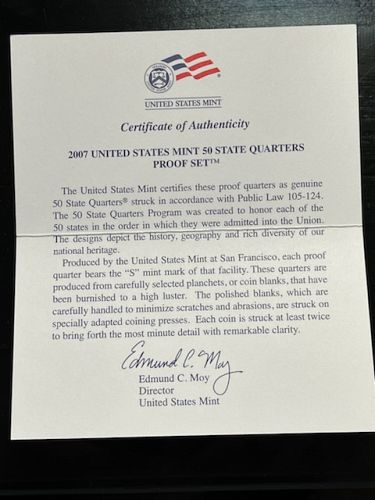 UNITED STATES MINT
Certificate of Authenticity
2007 UNITED STATES MINT 50 STATE QUARTERS
PROOF SET™
The United States Mint certifies these proof quarters as genuine
50 State Quarters® struck in accordance with Public Law 105-124.
The 50 State Quarters Program was created to honor each of the
50 states in the order in which they were admitted into the Union.
The designs depict the history, geography and rich diversity of our
national heritage.
Produced by the United States Mint at San Francisco, each proof
quarter bears the “S” mint mark of that facility. These quarters are
produced from carefully selected planchets, or coin blanks, that have
been burnished to a high luster. The polished blanks, which are
carefully handled to minimize scratches and abrasions, are struck on
specially adapted coining presses. Each coin is struck at least twice
to bring forth the most minute detail with remarkable clarity.
Edmund C. Moy
Edmund C. Moy
Director
United States Mint